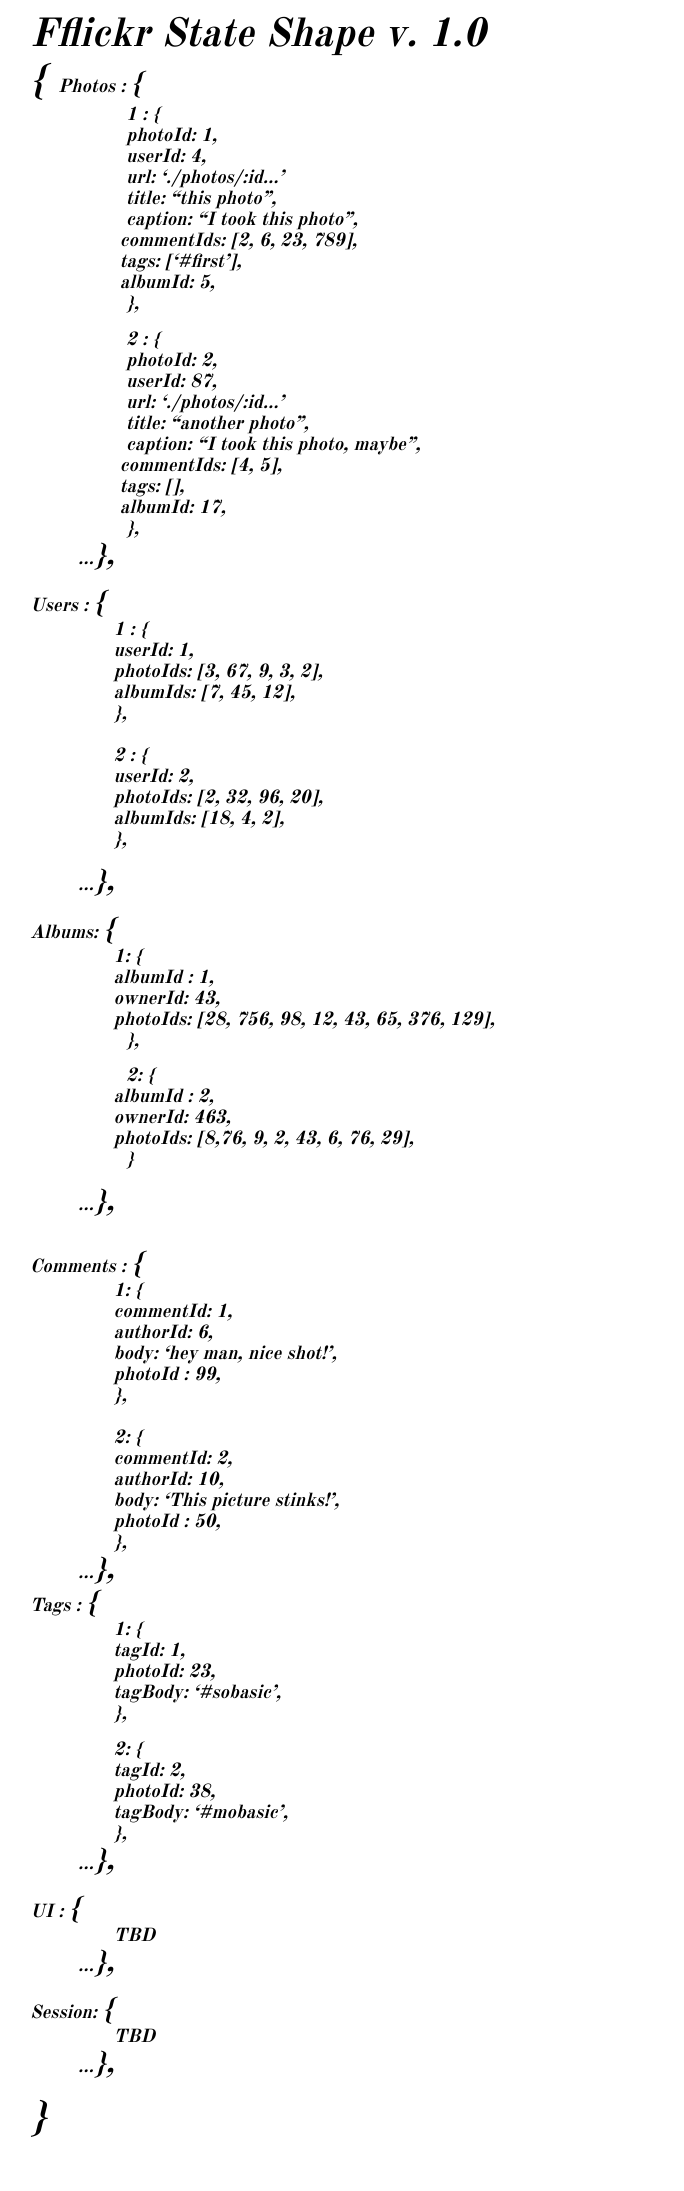 Fflickr State Shape v. 1.0
{ Photos : {
1 : {
photoId: 1,
userId: 4,
url: ‘./photos/:id...’
title: “this photo”,
caption: “I took this photo”,
commentIds: [2, 6, 23, 789],
tags: [‘#first’],
albumId: 5,
},
2 : {
photoId: 2,
userId: 87,
url: ‘./photos/:id...’
title: “another photo”,
caption: “I took this photo, maybe”,
commentIds: [4, 5],
tags: [],
albumId: 17,
},
...},
Users : {
1 : {
userId: 1,
photoIds: [3, 67, 9, 3, 2],
albumIds: [7, 45, 12],
},
2 : {
userId: 2,
photoIds: [2, 32, 96, 20],
albumIds: [18, 4, 2],
},
...},
Albums: {
1: {
albumId : 1,
ownerId: 43,
photoIds: [28, 756, 98, 12, 43, 65, 376, 129],
},
2: {
albumId : 2,
ownerId: 463,
photoIds: [8,76, 9, 2, 43, 6, 76, 29],
}
...},
Comments : {
1: {
commentId: 1,
authorId: 6,
body: ‘hey man, nice shot!’,
photoId : 99,
},
2: {
commentId: 2,
authorId: 10,
body: ‘This picture stinks!’,
photoId : 50,
},
...},
Tags : {
1: {
tagId: 1,
photoId: 23,
tagBody: ‘#sobasic’,
},
2: {
tagId: 2,
photoId: 38,
tagBody: ‘#mobasic’,
},
...},
UI : {
TBD
...},
Session: {
TBD
...},
}